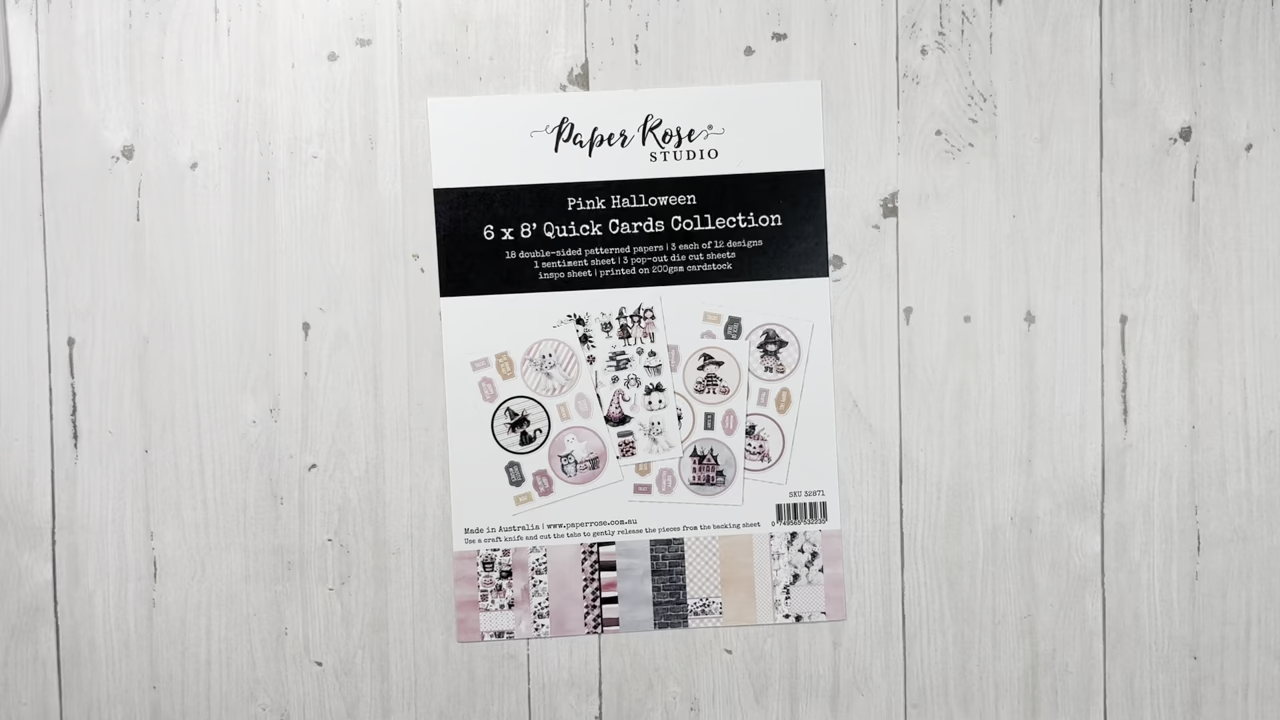 Paper Rose®
STUDIO
Pink Halloween
6 x 8' Quick Cards Collection
18 double-sided patterned papers | 3 each of 12 designs
1 sentiment sheet | 3 pop-out die cut sheets
inspo sheet | printed on 200gsm cardstock
SKU 32871
Made in Australia | www.paperrose.com.au
Use a craft knife and cut the tabs to gently release the pieces from the backing sheet